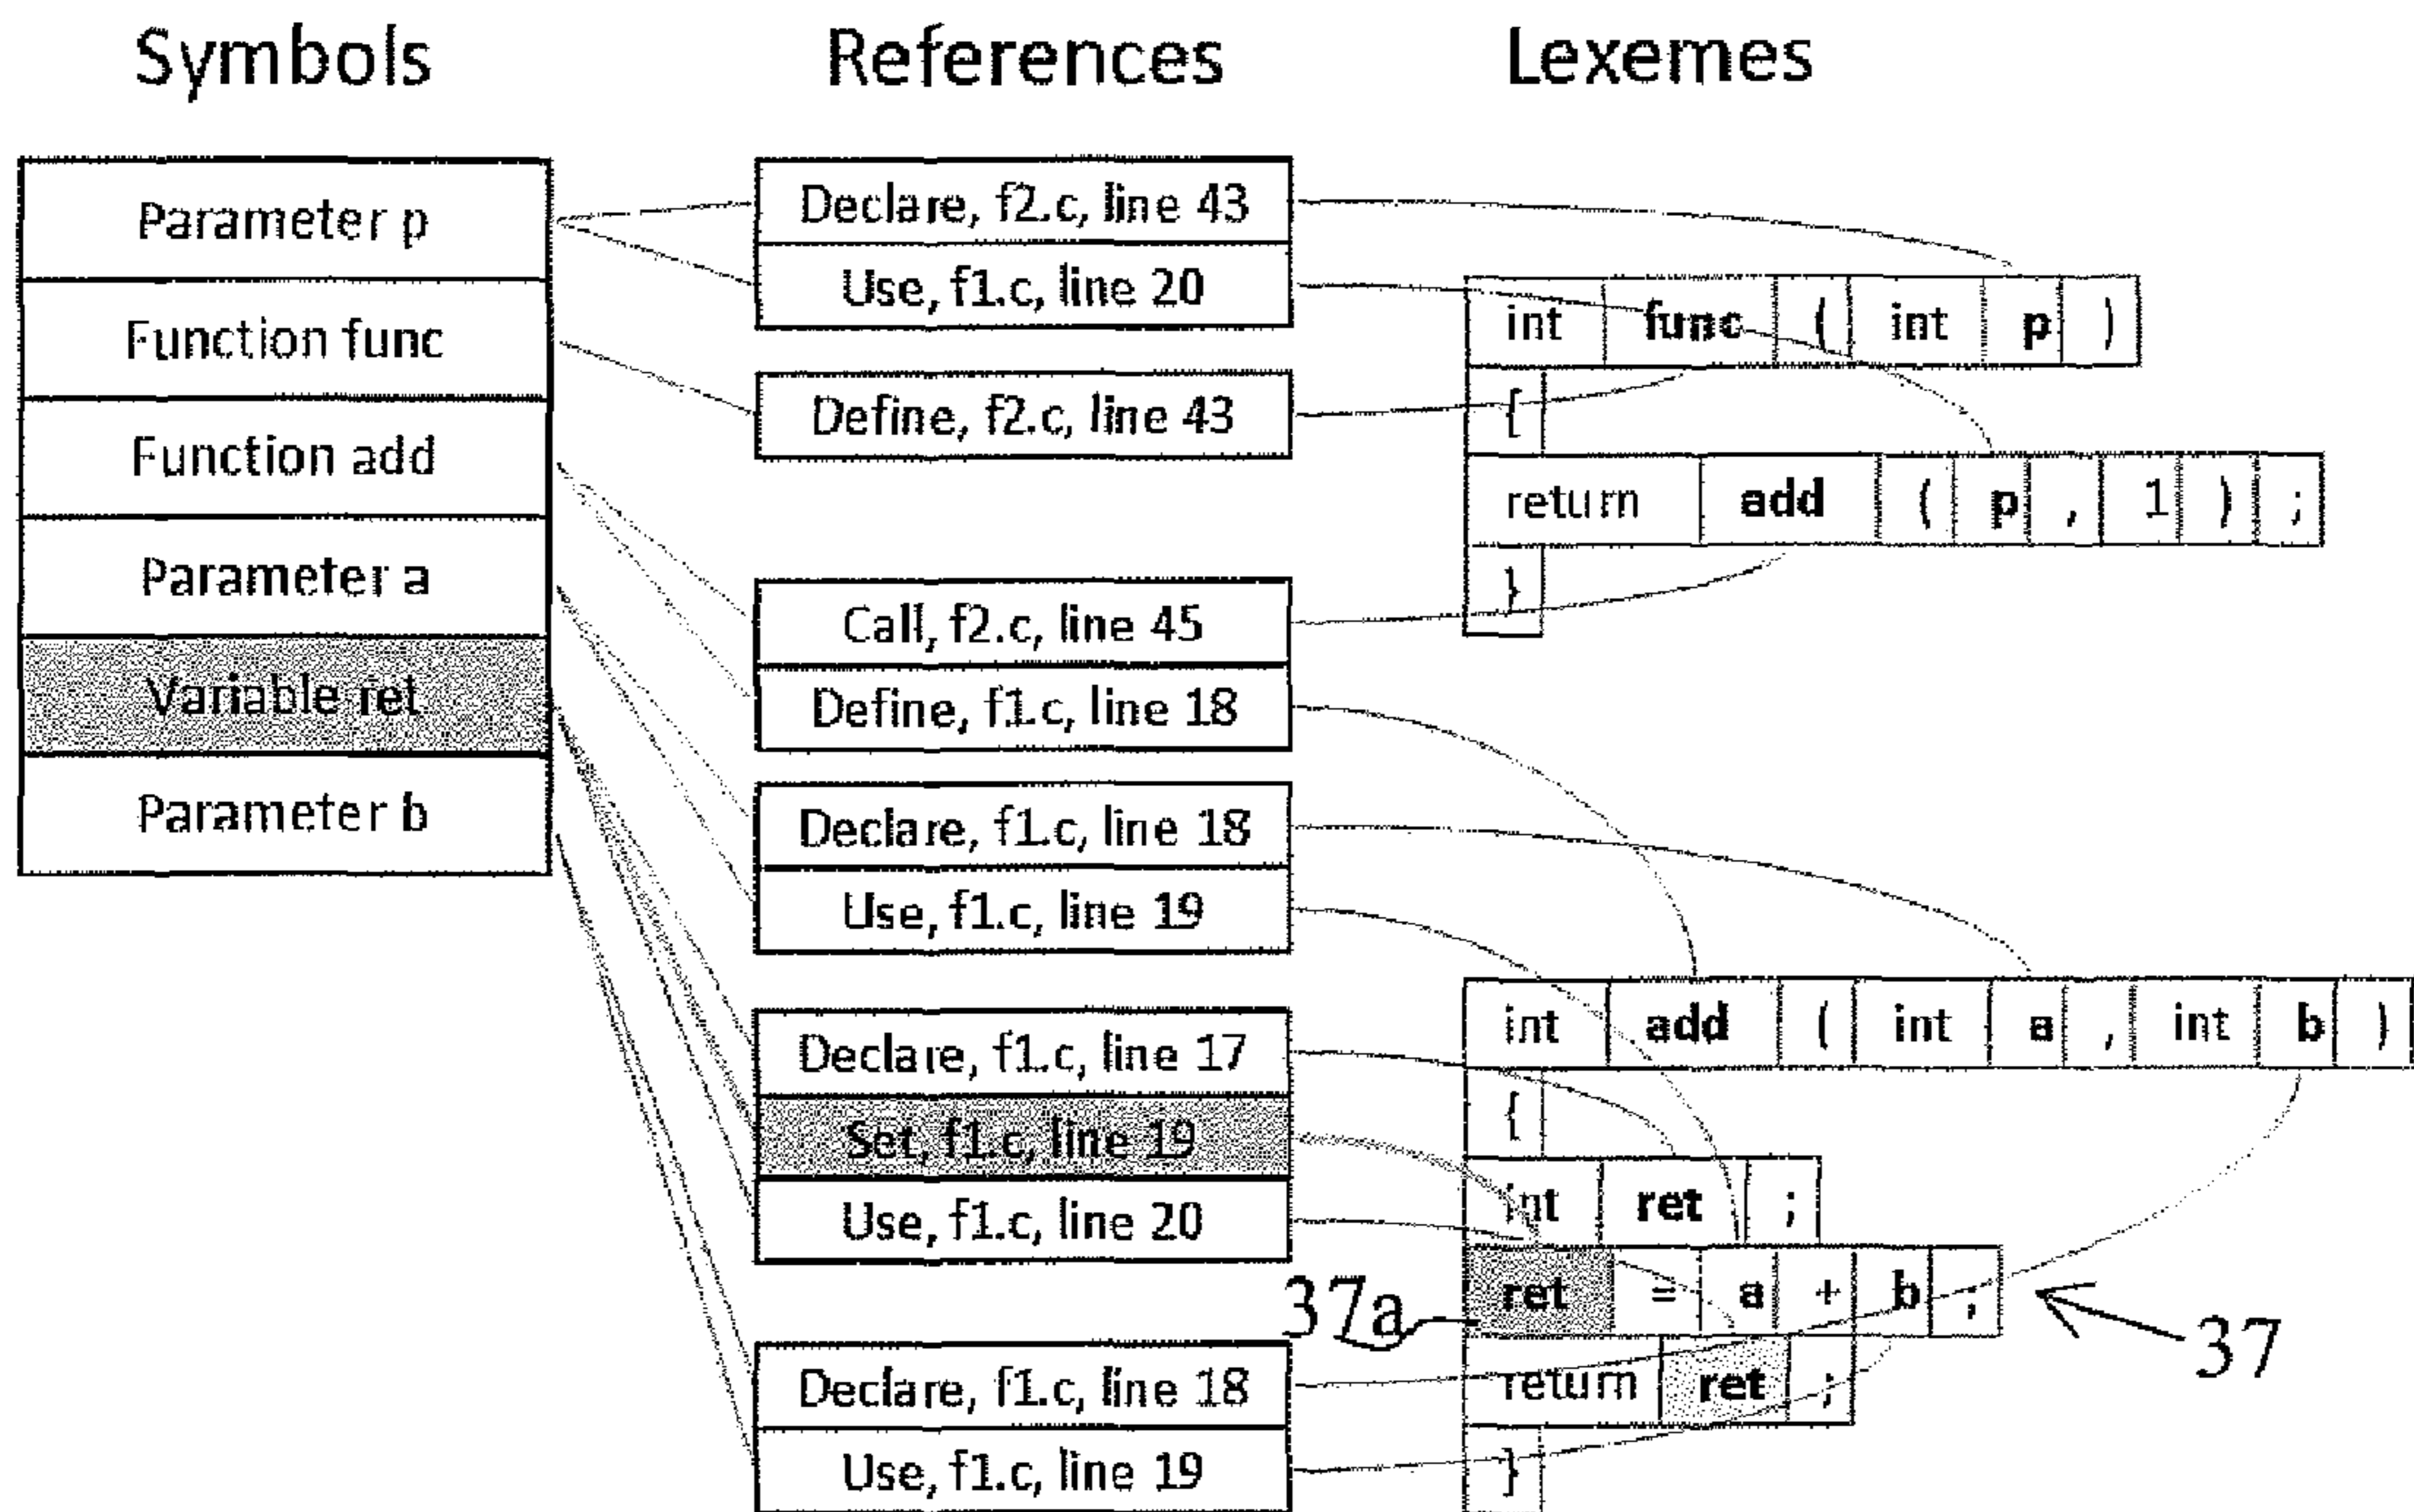 Symbols References Lexemes
Parameter p
Function func
Function add
Parameter a
Variable ret
Parameter b
Declare, f2.c, line 43
Use, f1.c, line 20
Define, f2.c, line 43
Call, f2.c, line 45
Define, f1.c, line 18
Declare, f1.c, line 18
Use, f1.c, line 19
Declare, f1.c, line 17
Set, f1.c, line 19
Use, f1.c, line 20
Declare, f1.c, line 18
Use, f1.c, line 19
int func ( int p )
{
return add ( p , 1 ) ;
}
int add ( int a , int b )
{
int ret ;
ret = a + b ;
return ret ;
}
37a
37